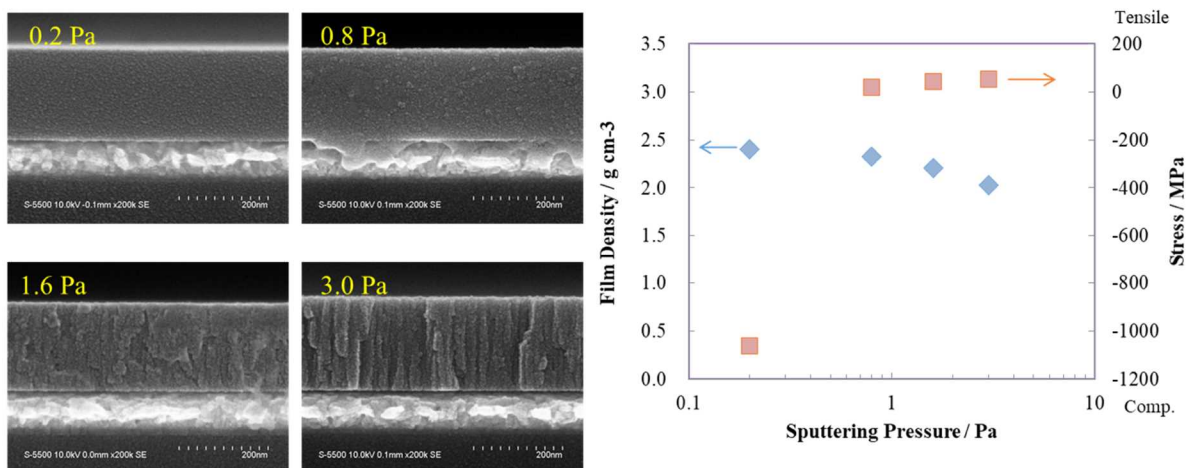 0.2 Pa
S-5500 10.0kV -0.1mm x200k SE
200nm
0.8 Pa
S-5500 10.0kV 0.1mm x200k SE
200nm
1.6 Pa
S-5500 10.0kV 0.0mm x200k SE
200nm
3.0 Pa
S-5500 10.0kV 0.1mm x200k SE
200nm
Tensile
3.5
3.0
2.5
2.0
1.5
1.0
0.5
0.0
Film Density / g cm-3
200
0
-200
-400
-600
-800
-1000
-1200
Comp.
Stress / MPa
0.1
1
10
Sputtering Pressure / Pa